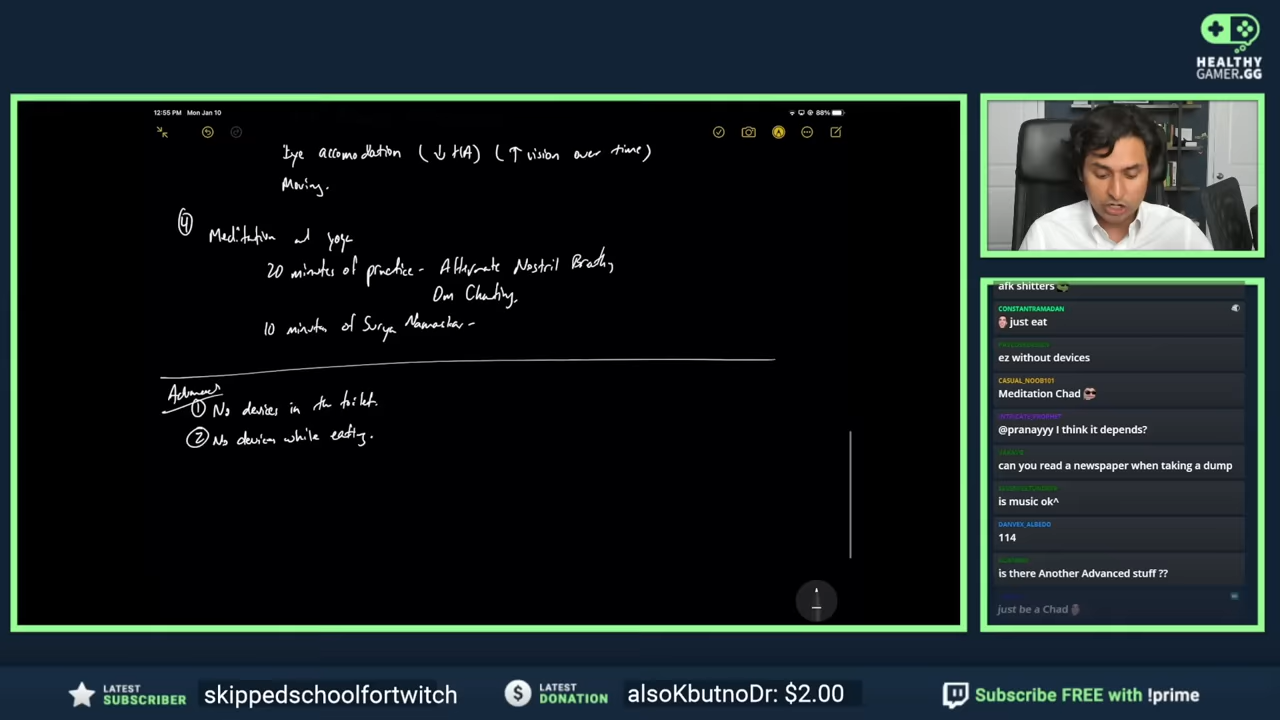 HEALTHY
GAMER.GG
12:55 PM Mon Jan 10
88%
Eye accomodation (↓ HA) (↑ vision over time)
Moving.
4 Meditation and yoga
20 minutes of practice - Alternate Nostril Breath,
Om Chanting.
10 minutes of Surya Namaskar -
Advanced
1 No devices in the toilet.
2 No devices while eating.
afk shitters
CONSTANTRAMADAN
just eat
ez without devices
CASUAL_NOOB101
Meditation Chad
@pranayyy I think it depends?
can you read a newspaper when taking a dump
is music ok^
DANVEX_ALBEDO
114
is there Another Advanced stuff ??
just be a Chad
LATEST
SUBSCRIBER
skippedschoolfortwitch
LATEST
DONATION
alsoKbutnoDr: $2.00
Subscribe FREE with !prime